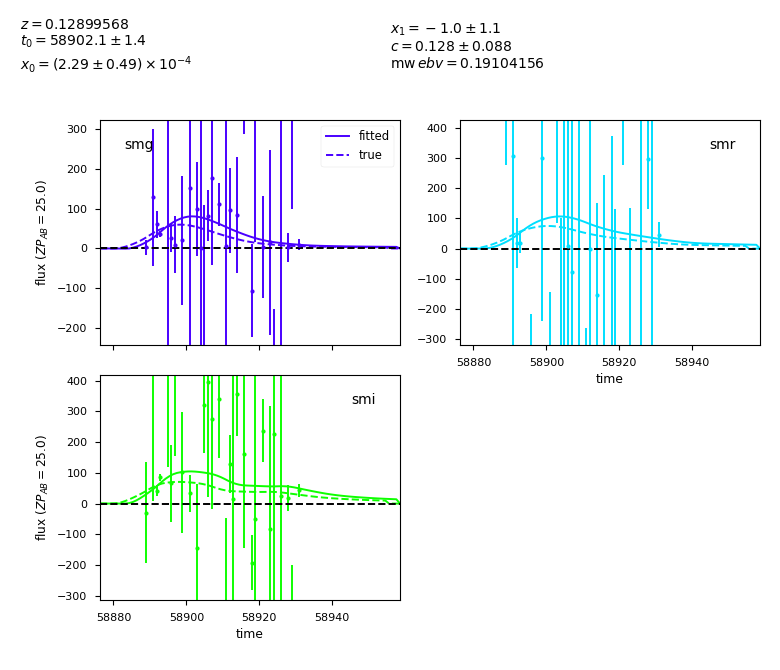 z = 0.12899568
t₀ = 58902.1 ± 1.4
x₀ = (2.29 ± 0.49) × 10⁻⁴
x₁ = −1.0 ± 1.1
c = 0.128 ± 0.088
mw ebv = 0.19104156
smg
fitted
true
300
200
100
0
−100
−200
flux (ZP_AB = 25.0)
smr
400
300
200
100
0
−100
−200
−300
58880 58900 58920 58940
time
smi
400
300
200
100
0
−100
−200
−300
flux (ZP_AB = 25.0)
58880 58900 58920 58940
time